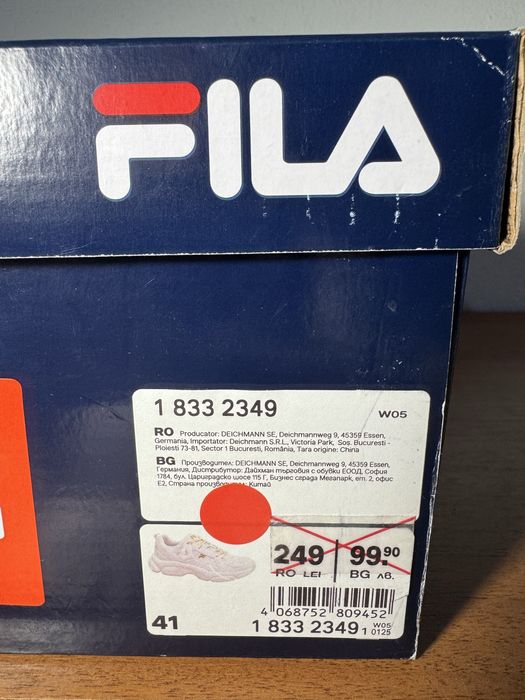 FILA
1 833 2349
W05
RO Producator: DEICHMANN SE, Deichmannweg 9, 45359 Essen,
Germania, Importator: Deichmann S.R.L., Victoria Park, Sos. Bucuresti -
Ploiesti 73-81, Sector 1 Bucuresti, România, Tara origine: China
BG Производител: DEICHMANN SE, Deichmannweg 9, 45359 Essen,
Германия, Дистрибутор: Дайхман търговия с обувки ЕООД, София
1784, бул. Цариградско шосе 115 Г, Бизнес сграда Мегапарк, ет. 2, офис
Е2, Страна производител: Китай
249 99.90
RO LEI BG лв.
4 068752 809452
41
1 833 2349 1
W05
0125